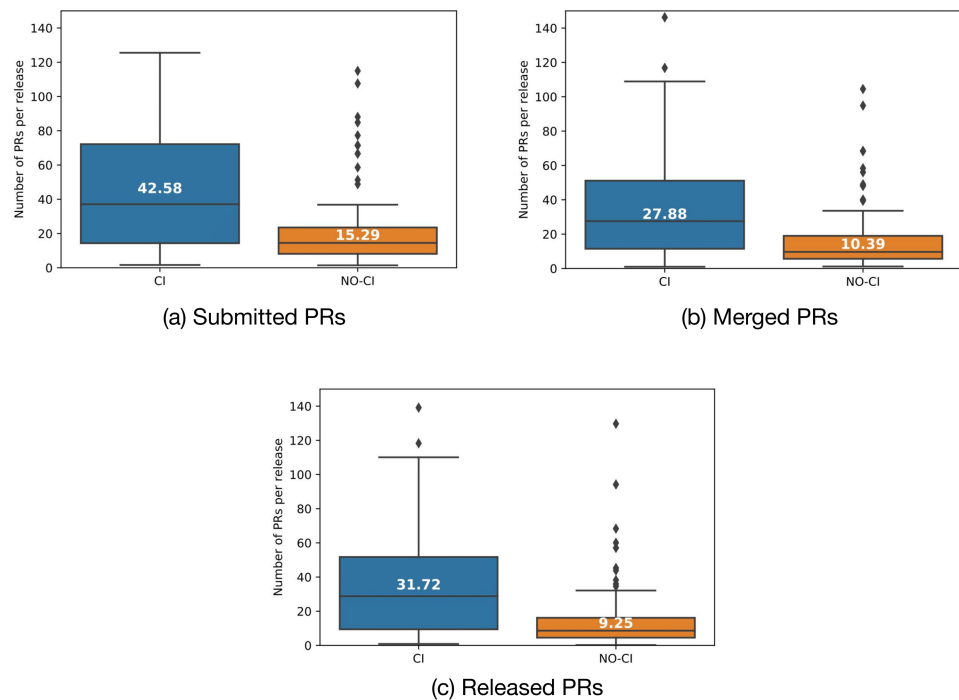 Number of PRs per release
140
120
100
80
60
40
20
0
42.58
15.29
CI
NO-CI
(a) Submitted PRs
Number of PRs per release
140
120
100
80
60
40
20
0
27.88
10.39
CI
NO-CI
(b) Merged PRs
Number of PRs per release
140
120
100
80
60
40
20
0
31.72
9.25
CI
NO-CI
(c) Released PRs